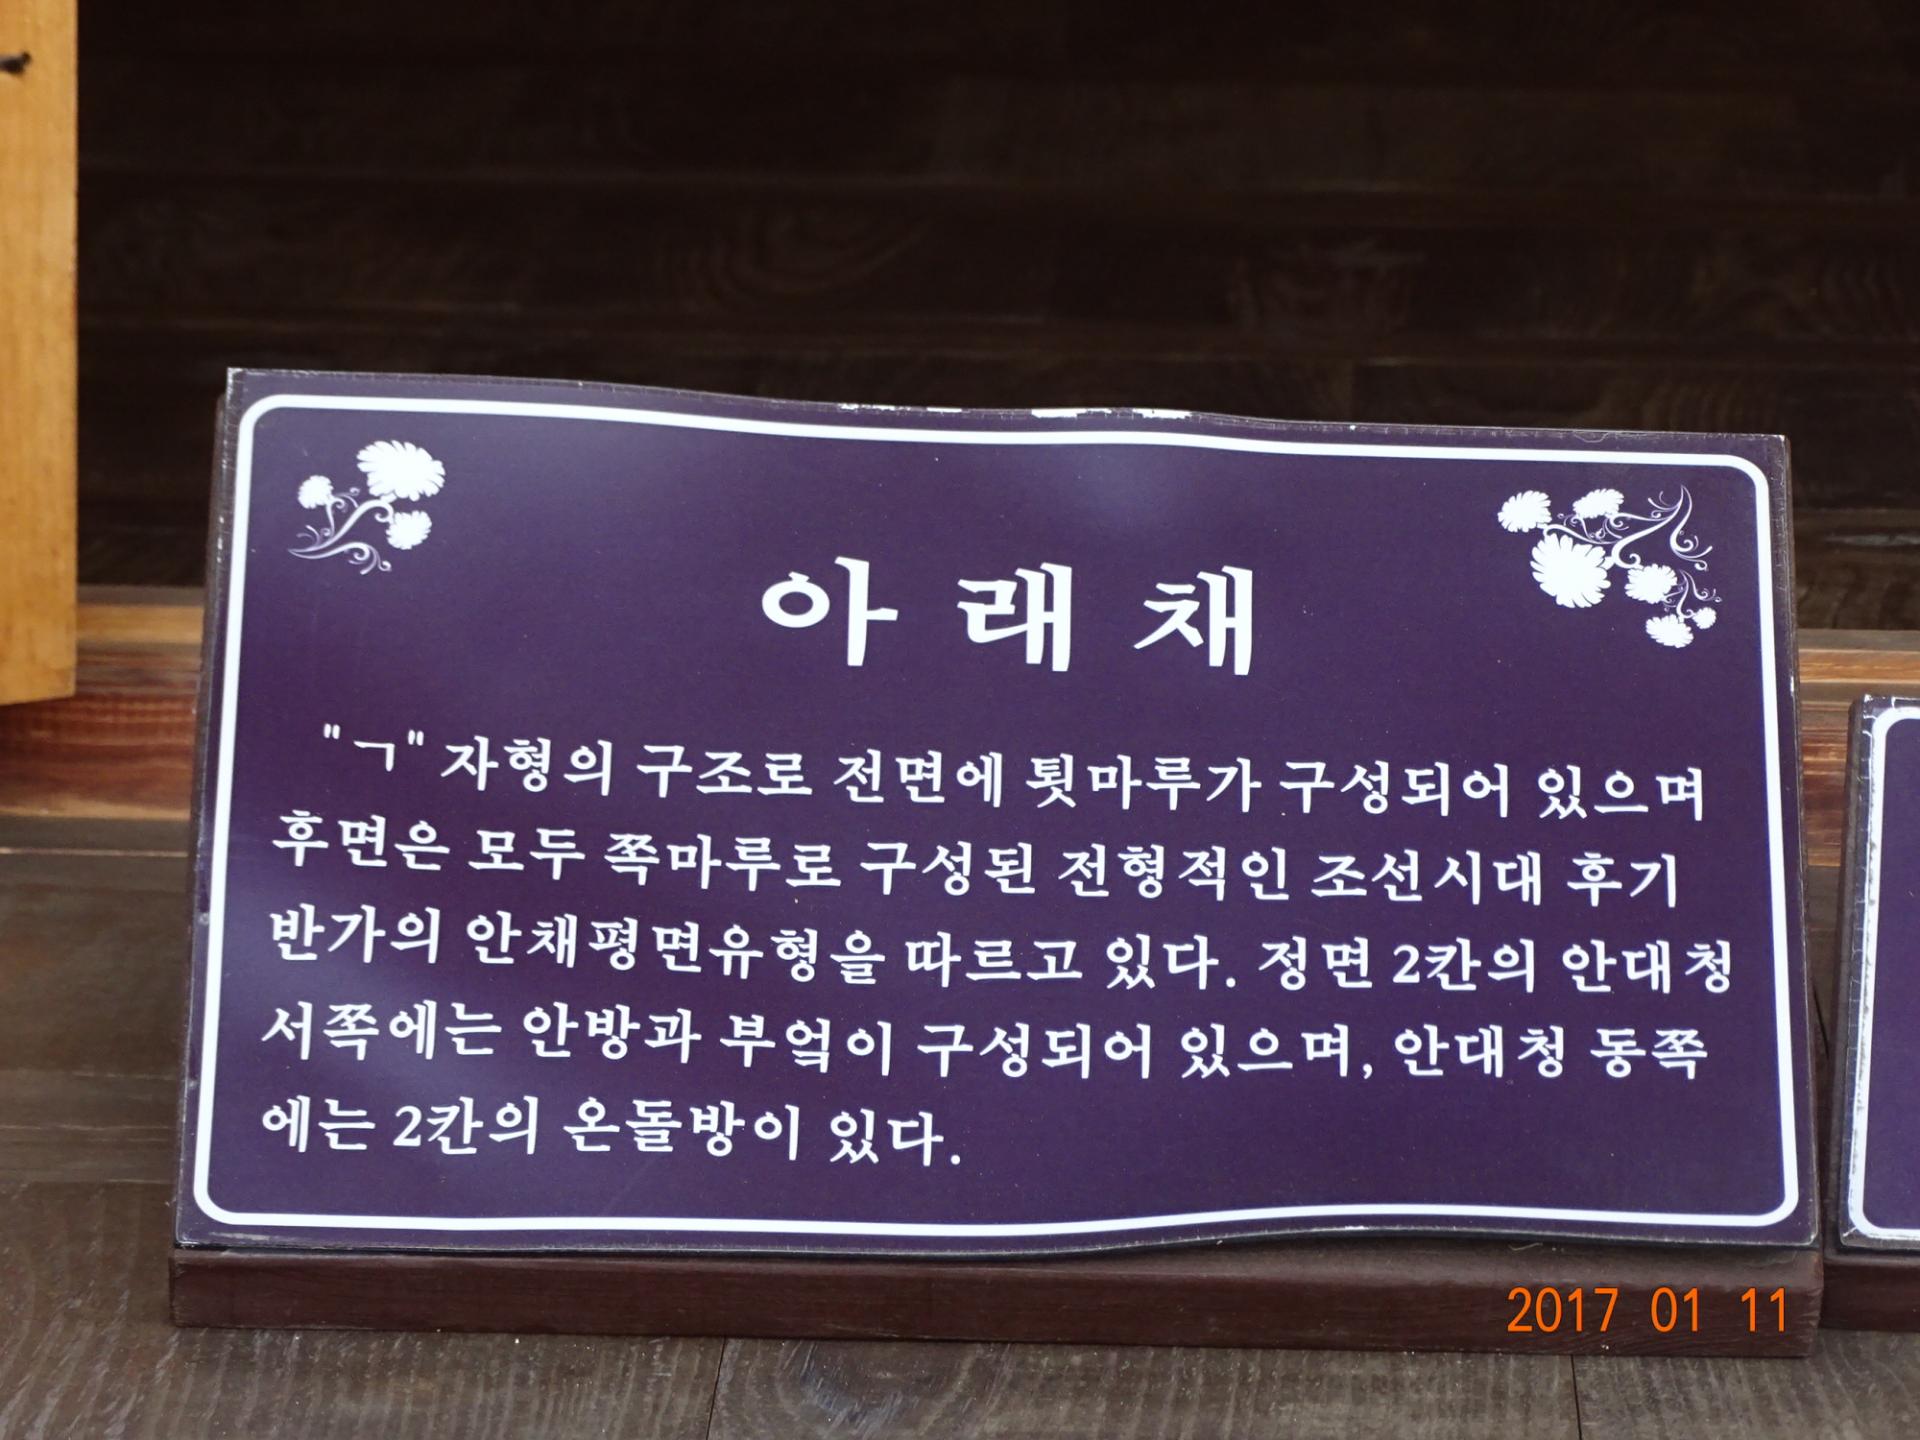 아래채
"ㄱ"자형의 구조로 전면에 툇마루가 구성되어 있으며
후면은 모두 쪽마루로 구성된 전형적인 조선시대 후기
반가의 안채평면유형을 따르고 있다. 정면 2칸의 안대청
서쪽에는 안방과 부엌이 구성되어 있으며, 안대청 동쪽
에는 2칸의 온돌방이 있다.
2017 01 11